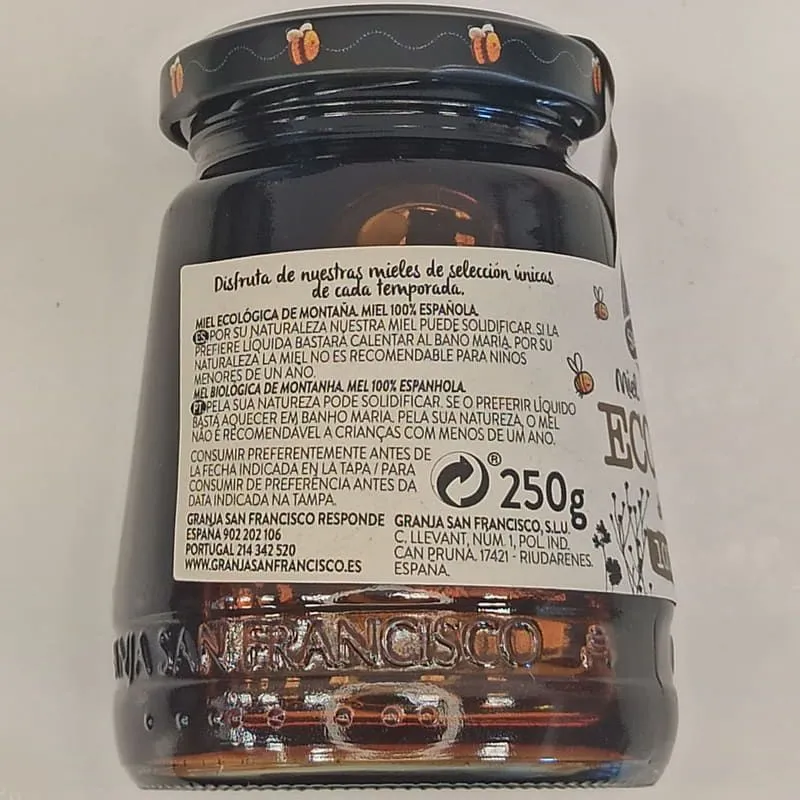 Disfruta de nuestras mieles de selección únicas
de cada temporada.
MIEL ECOLÓGICA DE MONTAÑA. MIEL 100% ESPAÑOLA.
ES POR SU NATURALEZA NUESTRA MIEL PUEDE SOLIDIFICAR. SI LA
PREFIERE LÍQUIDA BASTARÁ CALENTAR AL BAÑO MARÍA. POR SU
NATURALEZA LA MIEL NO ES RECOMENDABLE PARA NIÑOS
MENORES DE UN AÑO.
MEL BIOLÓGICA DE MONTANHA. MEL 100% ESPANHOLA.
PT PELA SUA NATUREZA PODE SOLIDIFICAR. SE O PREFERIR LÍQUIDO
BASTA AQUECER EM BANHO MARIA. PELA SUA NATUREZA, O MEL
NÃO É RECOMENDÁVEL A CRIANÇAS COM MENOS DE UM ANO.
CONSUMIR PREFERENTEMENTE ANTES DE
LA FECHA INDICADA EN LA TAPA / PARA
CONSUMIR DE PREFERÊNCIA ANTES DA
DATA INDICADA NA TAMPA.
® 250g
GRANJA SAN FRANCISCO RESPONDE
ESPAÑA 902 202 106
PORTUGAL 214 342 520
WWW.GRANJASANFRANCISCO.ES
GRANJA SAN FRANCISCO, S.L.U.
C, LLEVANT, NÚM. 1, POL. IND.
CAN PRUNA. 17421 - RIUDARENES.
ESPAÑA.
Miel
ECO
NJA SAN FRANCISCO